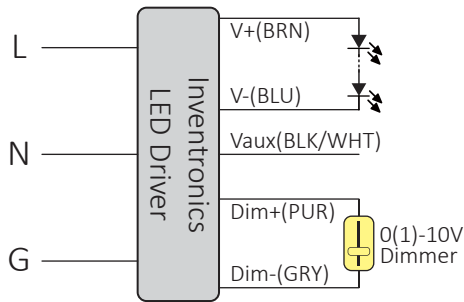 L
N
G
Inventronics
LED Driver
V+(BRN)
V-(BLU)
Vaux(BLK/WHT)
Dim+(PUR)
Dim-(GRY)
0(1)-10V
Dimmer